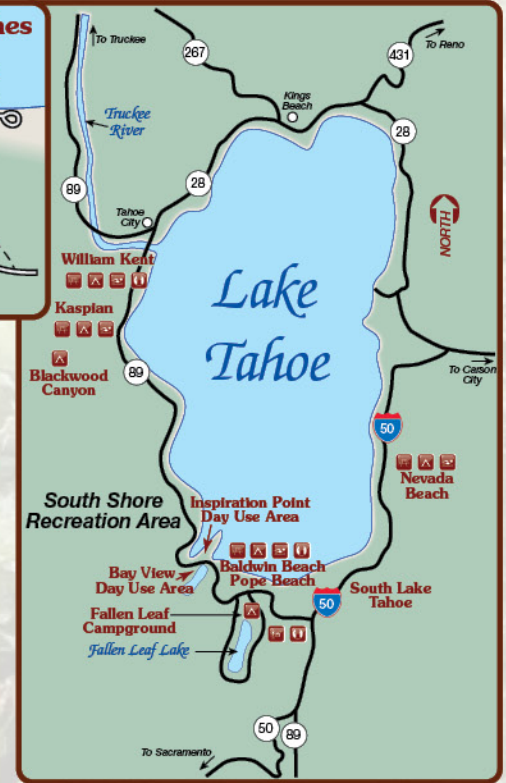 nes
To Truckee
267
431
To Reno
Kings
Beach
Truckee
River
28
28
89
NORTH
Tahoe
City
William Kent
Lake
Tahoe
Kaspian
Blackwood
Canyon
89
To Carson
City
50
Nevada
Beach
South Shore
Recreation Area
Inspiration Point
Day Use Area
Baldwin Beach
Pope Beach
Bay View
Day Use Area
50
South Lake
Tahoe
Fallen Leaf
Campground
Fallen Leaf Lake
50
89
To Sacramento